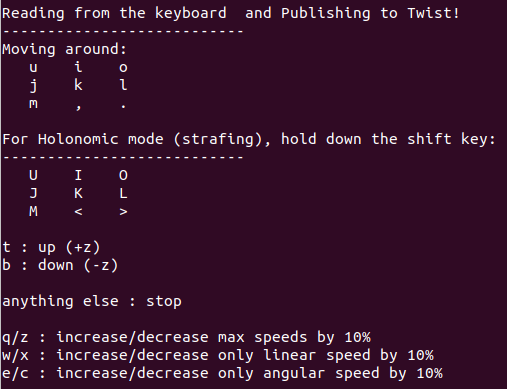 Reading from the keyboard  and Publishing to Twist!
---------------------------
Moving around:
   u    i    o
   j    k    l
   m    ,    .

For Holonomic mode (strafing), hold down the shift key:
---------------------------
   U    I    O
   J    K    L
   M    <    >

t : up (+z)
b : down (-z)

anything else : stop

q/z : increase/decrease max speeds by 10%
w/x : increase/decrease only linear speed by 10%
e/c : increase/decrease only angular speed by 10%